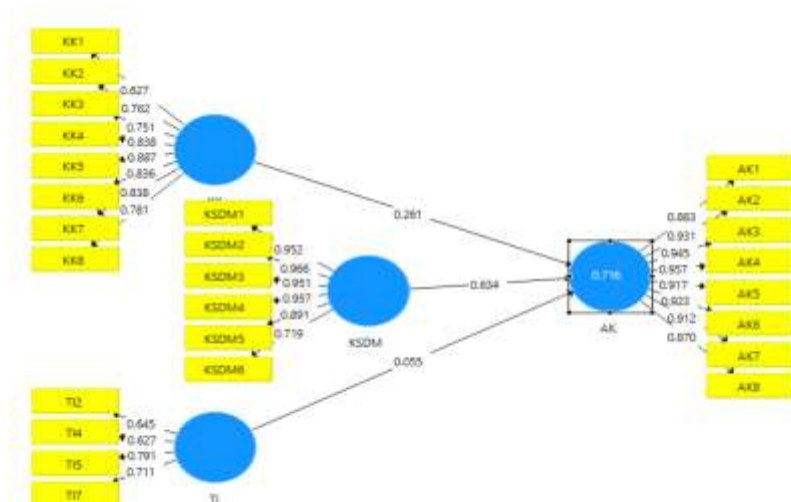 KK1
KK2
KK3
KK4
KK5
KK6
KK7
KK8
0.627
0.762
0.751
0.838
0.887
0.836
0.838
0.781
KSDM1
KSDM2
KSDM3
KSDM4
KSDM5
KSDM6
0.952
0.966
0.951
0.957
0.891
0.719
KSDM
TI2
TI4
TI5
TI7
0.645
0.627
0.791
0.711
TI
0.261
0.634
0.055
0.716
AK
0.883
0.931
0.945
0.957
0.917
0.923
0.912
0.870
AK1
AK2
AK3
AK4
AK5
AK6
AK7
AK8